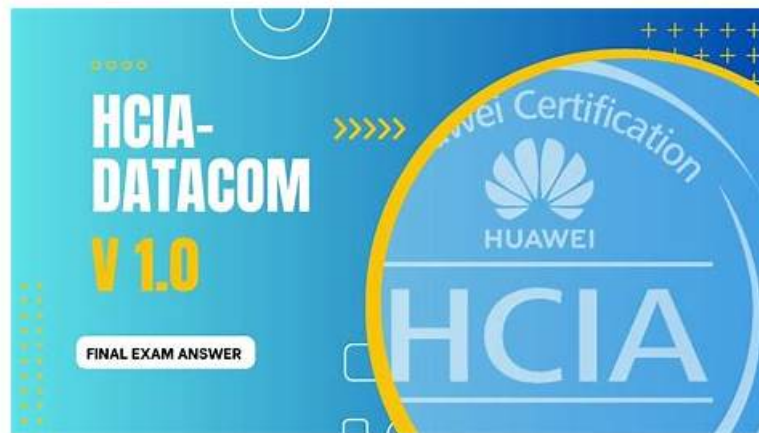 HCIA-
DATACOM
V 1.0
FINAL EXAM ANSWER
Certification
HUAWEI
HCIA